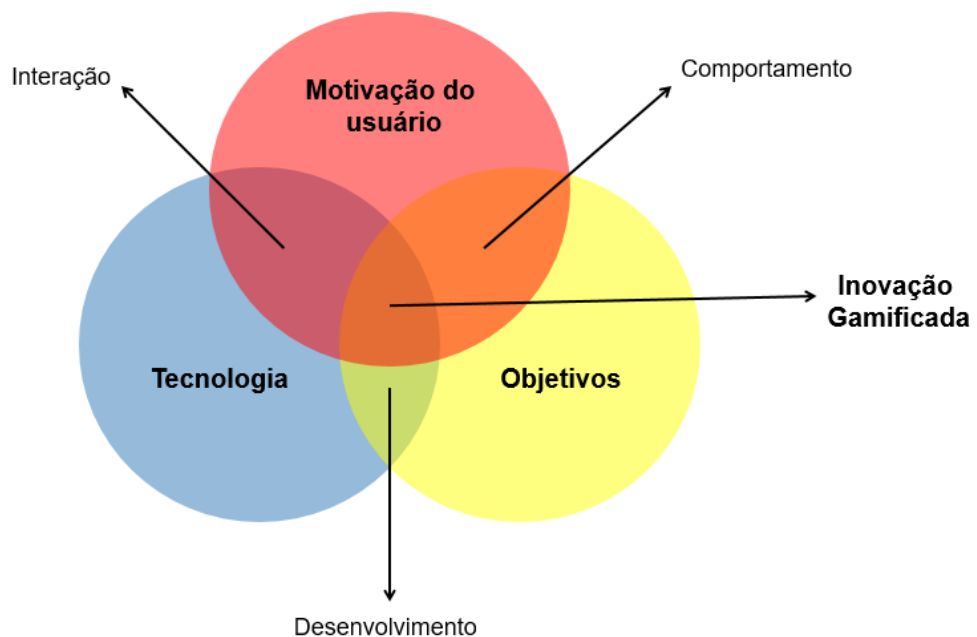 Interação
Comportamento
Motivação do
usuário
Inovação
Gamificada
Tecnologia
Objetivos
Desenvolvimento